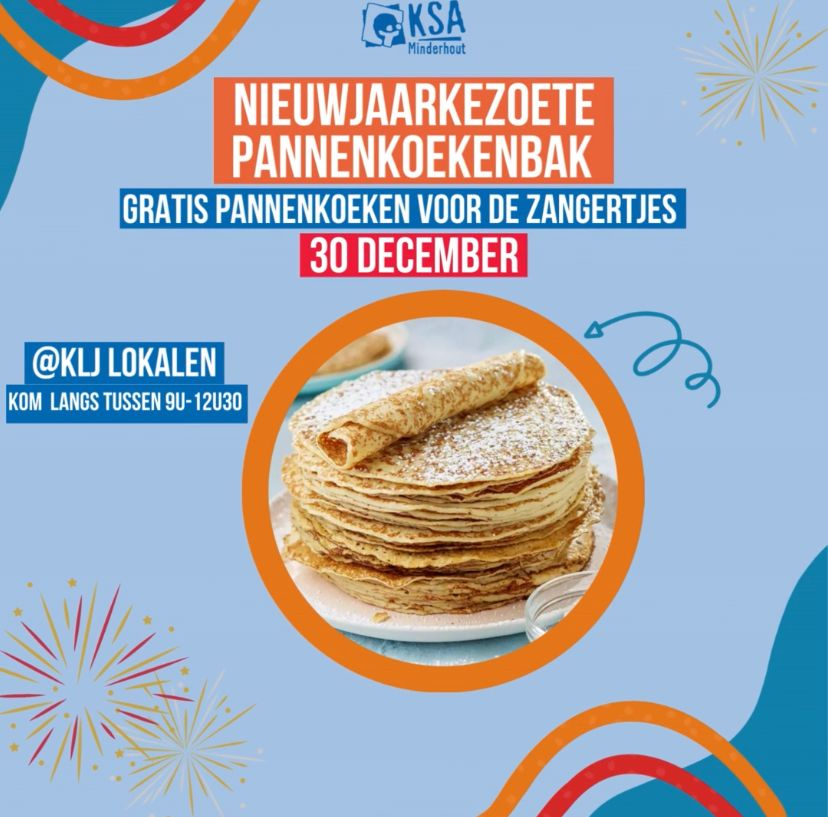 KSA
Minderhout
NIEUWJAARKEZOETE
PANNENKOEKENBAK
GRATIS PANNENKOEKEN VOOR DE ZANGERTJES
30 DECEMBER
@KLJ LOKALEN
KOM LANGS TUSSEN 9U-12U30